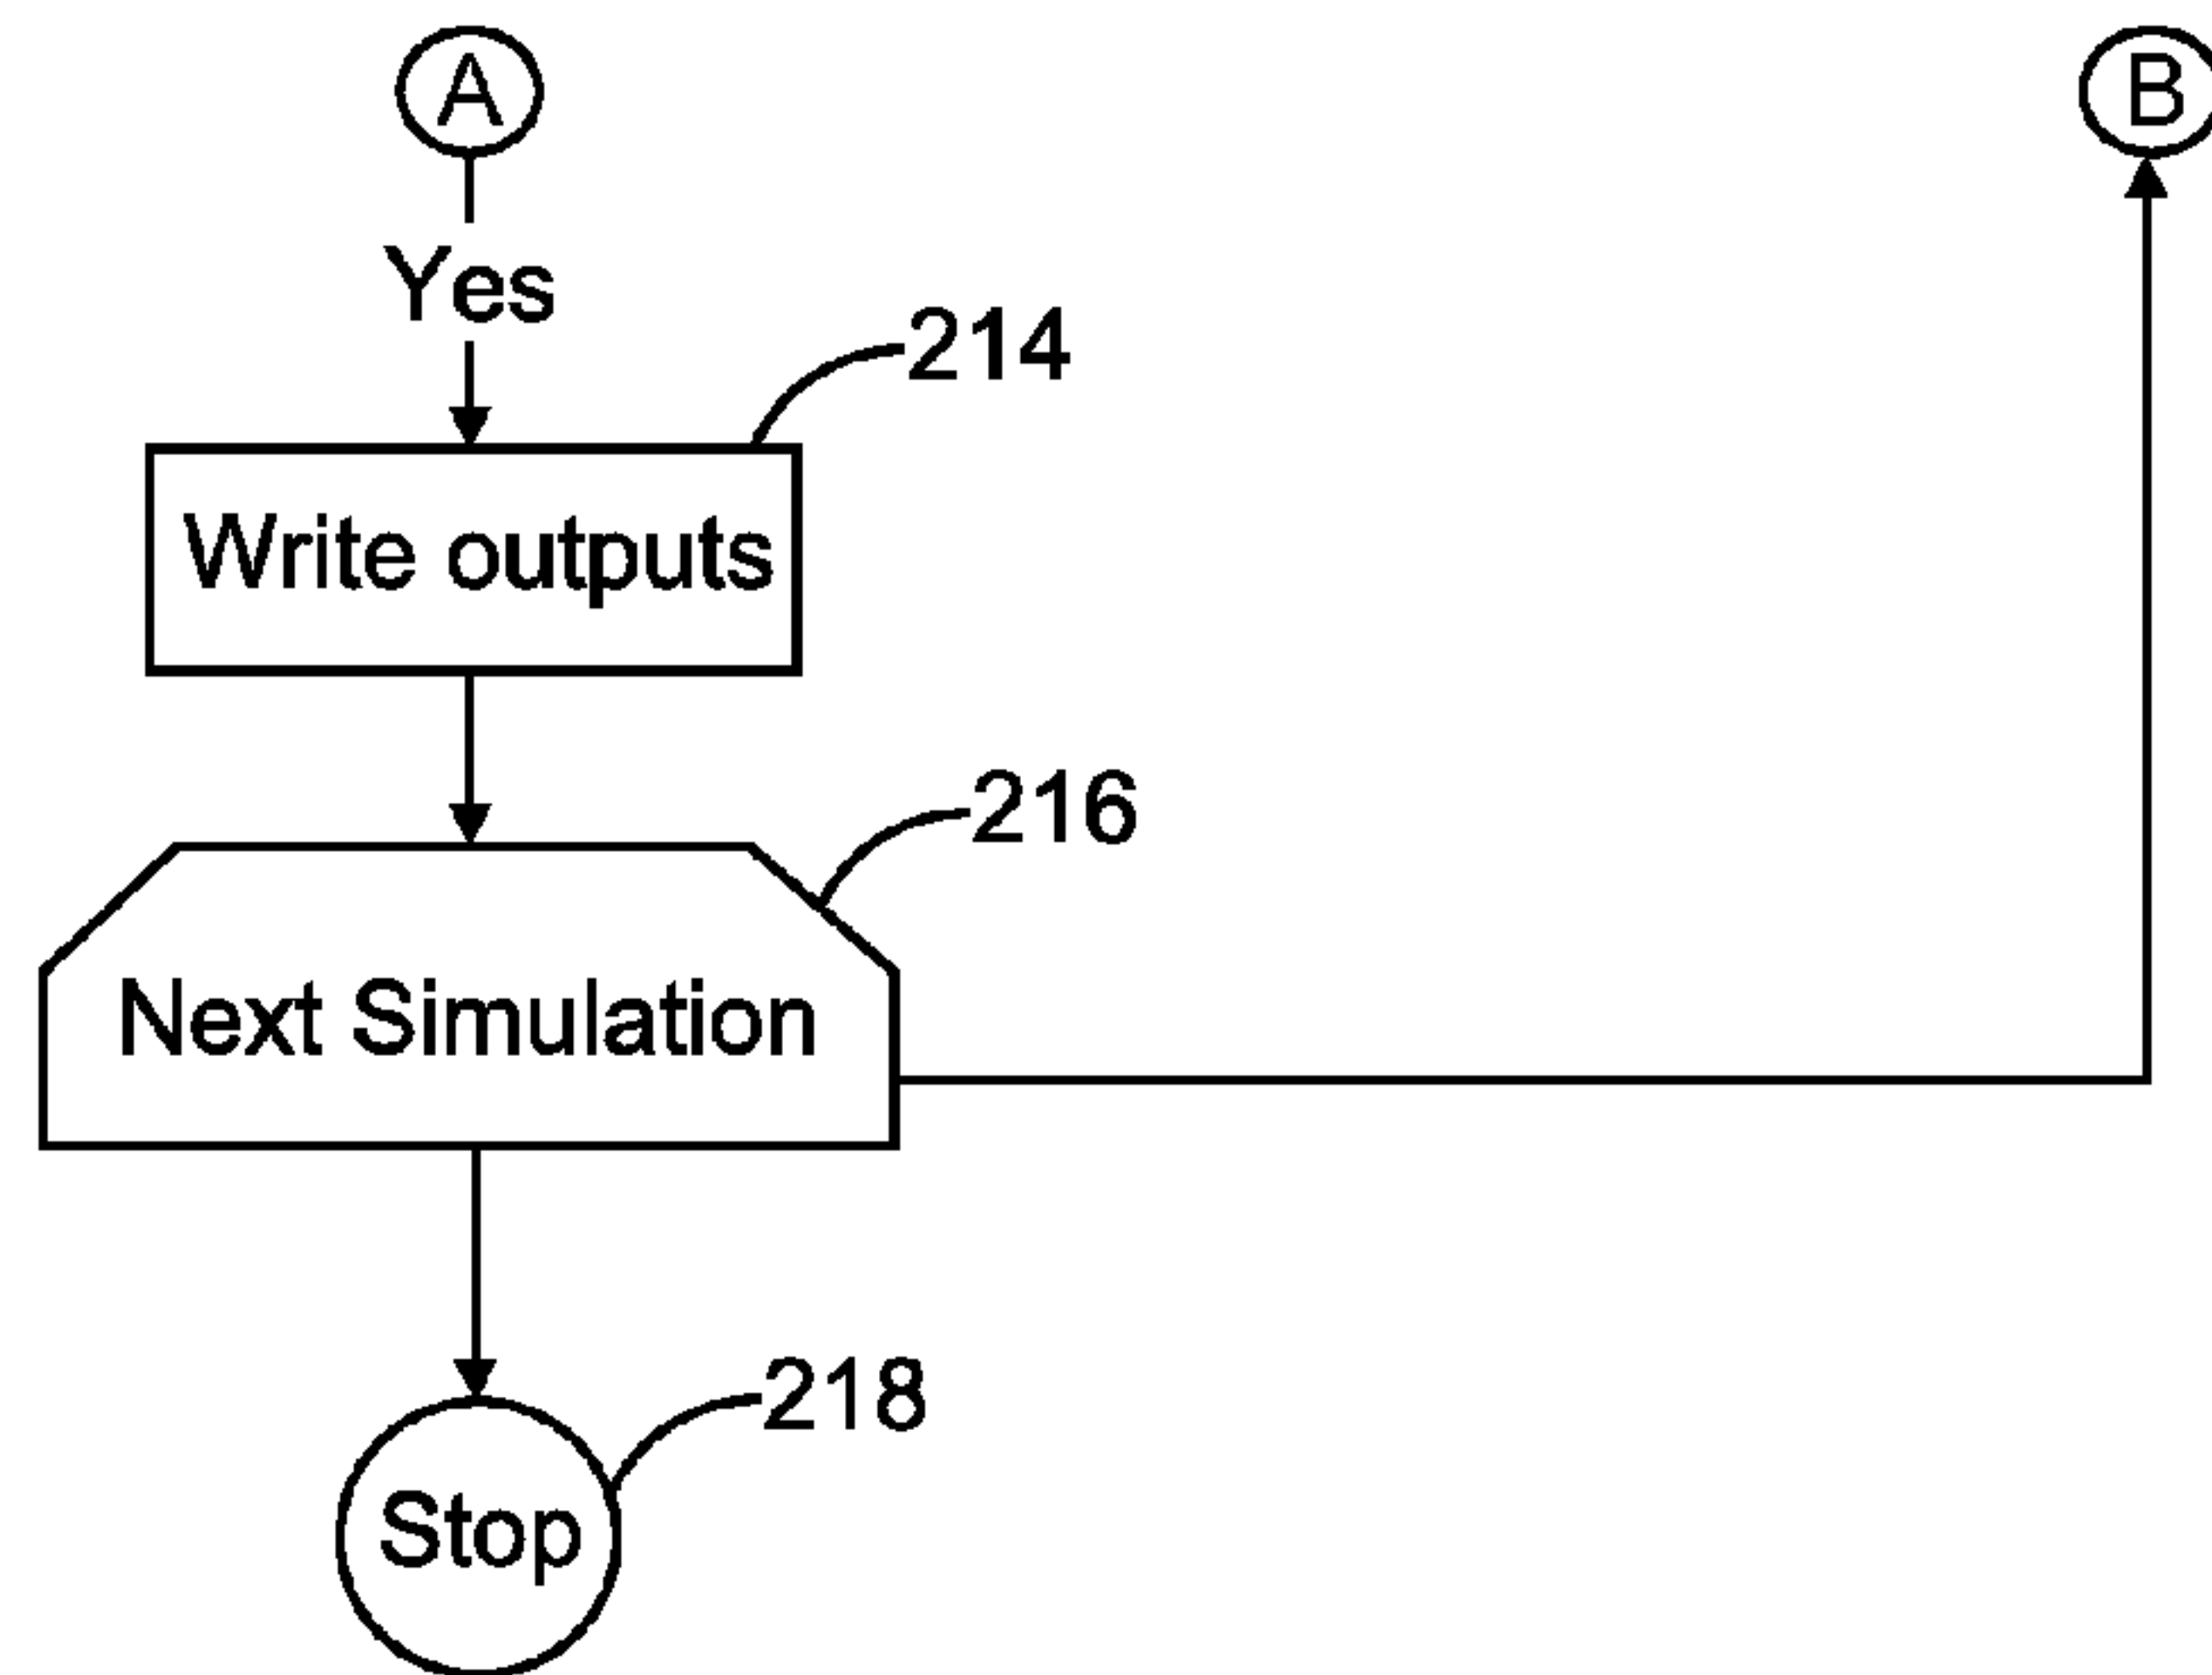 A
B
Yes
214
Write outputs
216
Next Simulation
218
Stop